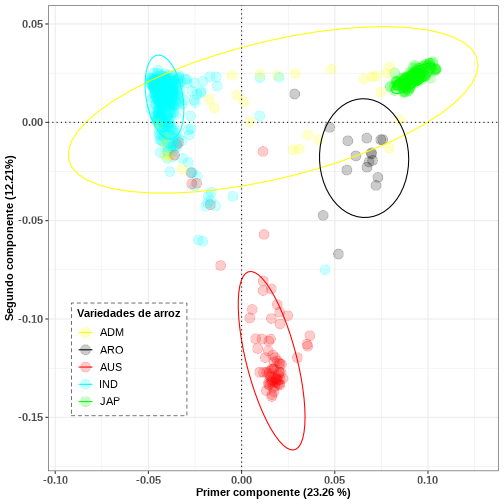 0.05
0.00
-0.05
-0.10
-0.15
Segundo componente (12.21%)
Variedades de arroz
ADM
ARO
AUS
IND
JAP
-0.10
-0.05
0.00
0.05
0.10
Primer componente (23.26 %)